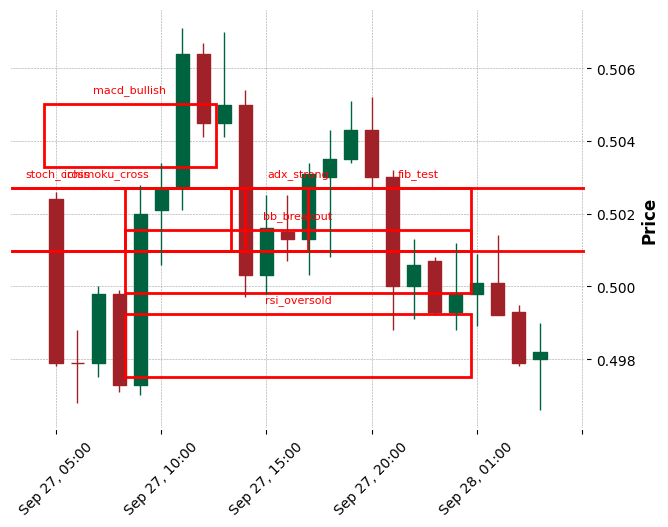 macd_bullish
stoch_cross
ichimoku_cross
adx_strong
fib_test
bb_breakout
rsi_oversold
0.506
0.504
0.502
0.500
0.498
Price
Sep 27, 05:00
Sep 27, 10:00
Sep 27, 15:00
Sep 27, 20:00
Sep 28, 01:00